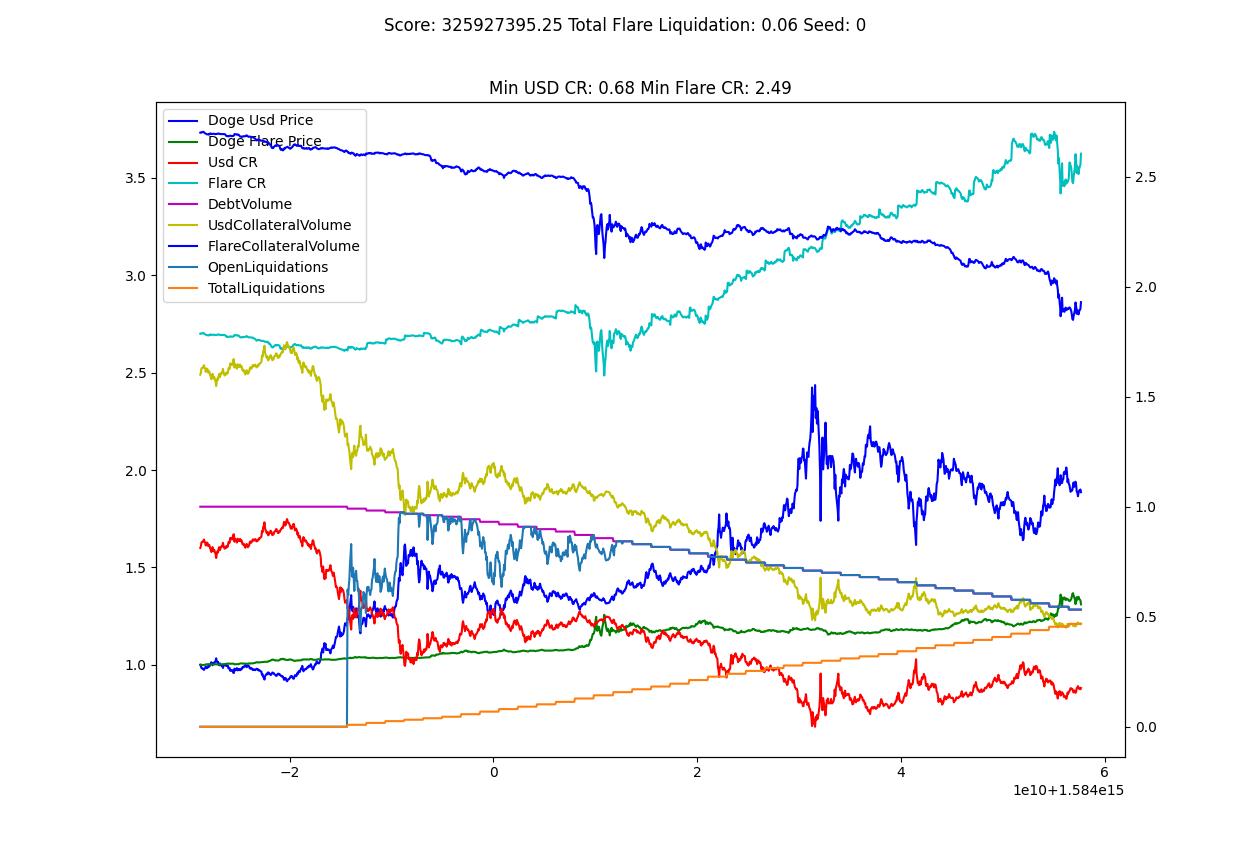 Score: 325927395.25 Total Flare Liquidation: 0.06 Seed: 0
Min USD CR: 0.68 Min Flare CR: 2.49
Doge Usd Price
Doge Flare Price
Usd CR
Flare CR
DebtVolume
UsdCollateralVolume
FlareCollateralVolume
OpenLiquidations
TotalLiquidations
3.5
3.0
2.5
2.0
1.5
1.0
2.5
2.0
1.5
1.0
0.5
0.0
−2
0
2
4
6
1e10+1.584e15